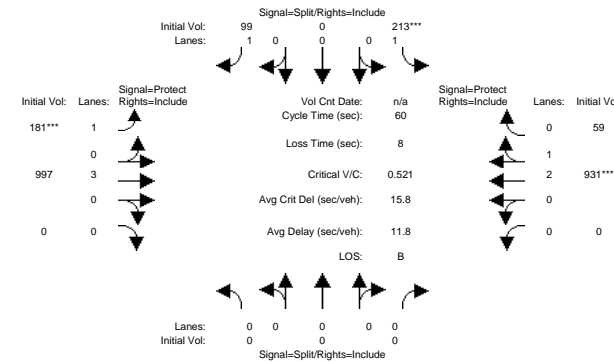 Signal=Split/Rights=Include
Initial Vol: 99 0 213***
Lanes: 1 0 0 0 1
Signal=Protect Signal=Protect
Initial Vol: Lanes: Rights=Include Vol Cnt Date: n/a Rights=Include Lanes: Initial Vo
Cycle Time (sec): 60
181*** 1 0 59
Loss Time (sec): 8
0 1
997 3 Critical V/C: 0.521 2 931***
0 Avg Crit Del (sec/veh): 15.8 0
0 0 Avg Delay (sec/veh): 11.8 0 0
LOS: B
Lanes: 0 0 0 0 0
Initial Vol: 0 0 0
Signal=Split/Rights=Include